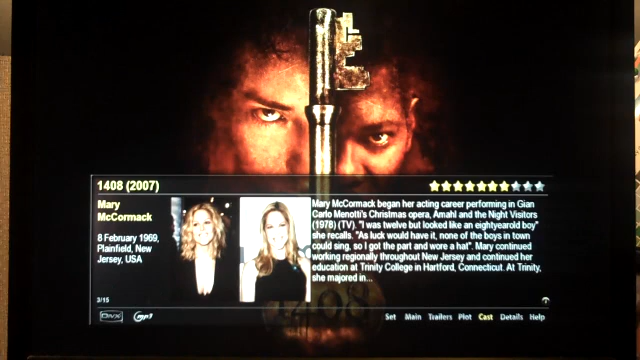 1408 (2007)
Mary
McCormack
8 February 1969,
Plainfield, New
Jersey, USA
Mary McCormack began her acting career performing in Gian
Carlo Menotti's Christmas opera, Amahl and the Night Visitors
(1978) (TV). "I was twelve but looked like an eightyearold boy"
she recalls. "As luck would have it, none of the boys in town
could sing, so I got the part and wore a hat". Mary continued
working regionally throughout New Jersey and continued her
education at Trinity College in Hartford, Connecticut. At Trinity,
she majored in...
3/15
DIVX mp3
Set Main Trailers Plot Cast Details Help
1408